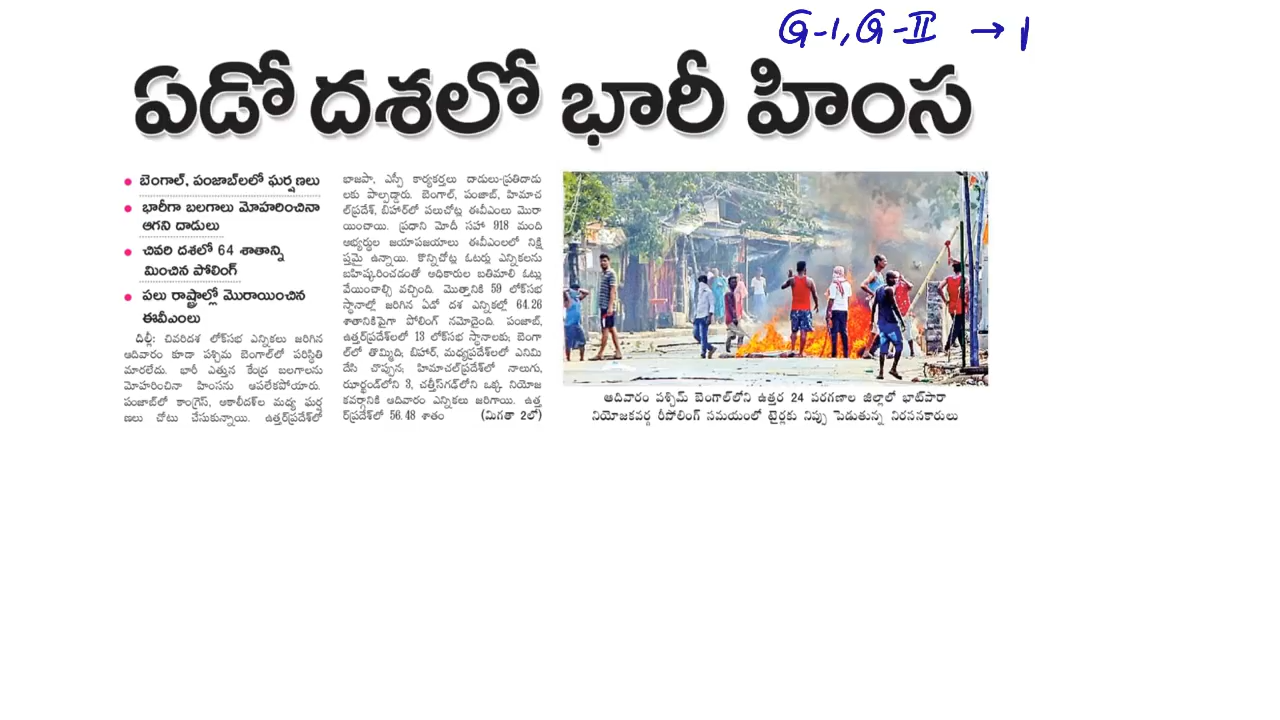 G-1, G-II → 1
ఏడో దశలో భారీ హింస
• బెంగాల్, పంజాబ్‌లలో ఘర్షణలు
• భారీగా బలగాలు మోహరించినా
ఆగని దాడులు
• చివరి దశలో 64 శాతాన్ని
మించిన పోలింగ్
• పలు రాష్ట్రాల్లో మొరాయించిన
ఈవీఎంలు
దిల్లీ: చివరిదశ లోక్‌సభ ఎన్నికలు జరిగిన
ఆదివారం కూడా పశ్చిమ బెంగాల్‌లో పరిస్థితి
మారలేదు. భారీ ఎత్తున కేంద్ర బలగాలను
మోహరించినా హింసను ఆపలేకపోయారు.
పంజాబ్‌లో కాంగ్రెస్, అకాలీదళ్‌ల మధ్య ఘర్ష
ణలు చోటు చేసుకున్నాయి. ఉత్తర్‌ప్రదేశ్‌లో
భాజపా, ఎస్పీ కార్యకర్తలు దాడులు-ప్రతిదాడు
లకు పాల్పడ్డారు. బెంగాల్, పంజాబ్, హిమాచ
ల్‌ప్రదేశ్, బిహార్‌లో పలుచోట్ల ఈవీఎంలు మొరా
యించాయి. ప్రధాని మోదీ సహా 918 మంది
అభ్యర్థుల జయాపజయాలు ఈవీఎంలలో నిక్షి
ప్తమై ఉన్నాయి. కొన్నిచోట్ల ఓటర్లు ఎన్నికలను
బహిష్కరించడంతో అధికారుల బతిమాలి ఓట్లు
వేయించాల్సి వచ్చింది. మొత్తానికి 59 లోక్‌సభ
స్థానాల్లో జరిగిన ఏడో దశ ఎన్నికల్లో 64.26
శాతానికిపైగా పోలింగ్ నమోదైంది. పంజాబ్,
ఉత్తర్‌ప్రదేశ్‌లలో 13 లోక్‌సభ స్థానాలకు; బెంగా
ల్‌లో తొమ్మిది; బిహార్, మధ్యప్రదేశ్‌లలో ఎనిమి
దేసి చొప్పున, హిమాచల్‌ప్రదేశ్‌లో నాలుగు,
ఝార్ఖండ్‌లోని 3, చత్తీస్‌గఢ్‌లోని ఒక్క నియోజ
కవర్గానికి ఆదివారం ఎన్నికలు జరిగాయి. ఉత్త
ర్‌ప్రదేశ్‌లో 56.48 శాతం (మిగతా 2లో)
ఆదివారం పశ్చిమ్ బెంగాల్‌లోని ఉత్తర 24 పరగణాల జిల్లాలో భాట్‌పారా
నియోజకవర్గ రీపోలింగ్ సమయంలో టైర్లకు నిప్పు పెడుతున్న నిరసనకారులు